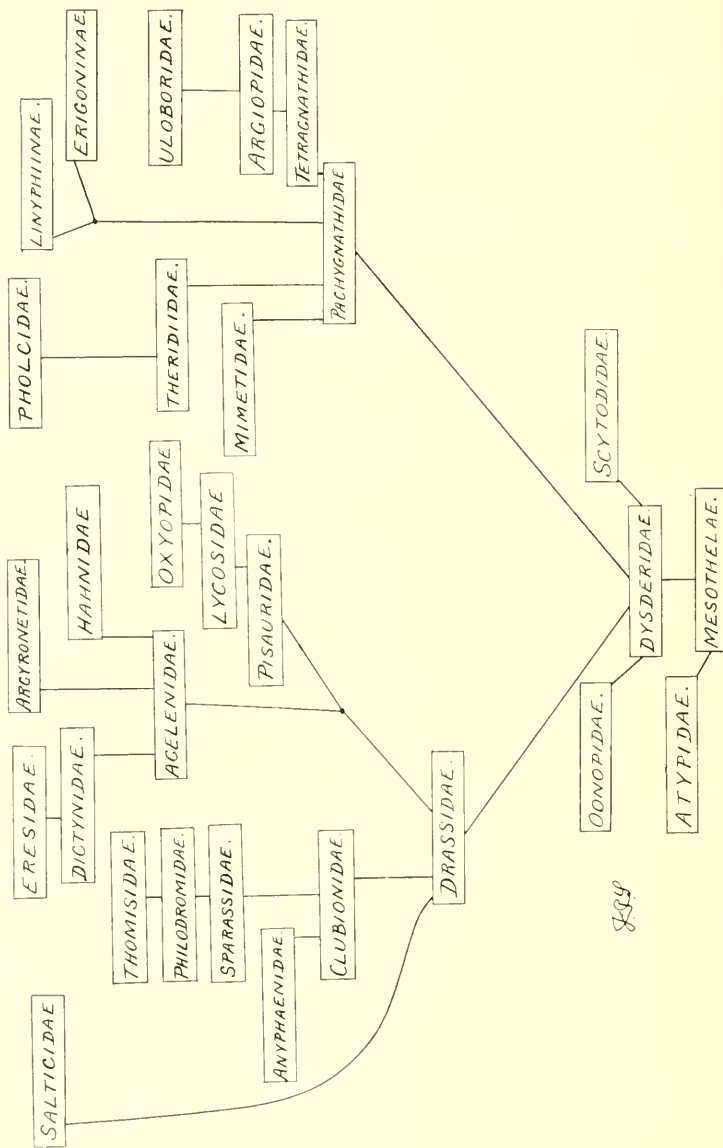 SALTICIDAE
ERESIDAE.
ARGYRONETIDAE.
PHOLCIDAE.
LINYPHIINAE.
DICTYNIDAE.
HAHNIDAE
ERIGONINAE.
THOMISIDAE.
PHILODROMIDAE.
SPARASSIDAE.
AGELENIDAE.
OXYOPIDAE
LYCOSIDAE
PISAURIDAE.
THERIDIIDAE.
MIMETIDAE.
ULOBORIDAE.
ARGIOPIDAE.
TETRAGNATHIDAE.
ANYPHAENIDAE.
CLUBIONIDAE.
PACHYGNATHIDAE
DRASSIDAE.
OONOPIDAE.
DYSDERIDAE.
SCYTODIDAE.
ATYPIDAE.
MESOTHELAE.